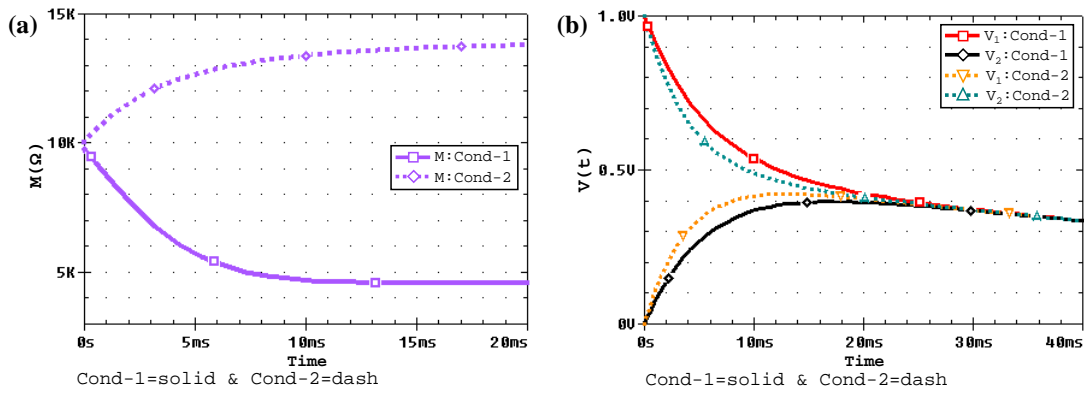 (a)
15K
10K
5K
M(Ω)
M:Cond-1
M:Cond-2
0s
5ms
10ms
15ms
20ms
Time
Cond-1=solid & Cond-2=dash
(b)
1.0V
0.5V
0V
V(t)
V₁:Cond-1
V₂:Cond-1
V₁:Cond-2
V₂:Cond-2
0s
10ms
20ms
30ms
40ms
Time
Cond-1=solid & Cond-2=dash